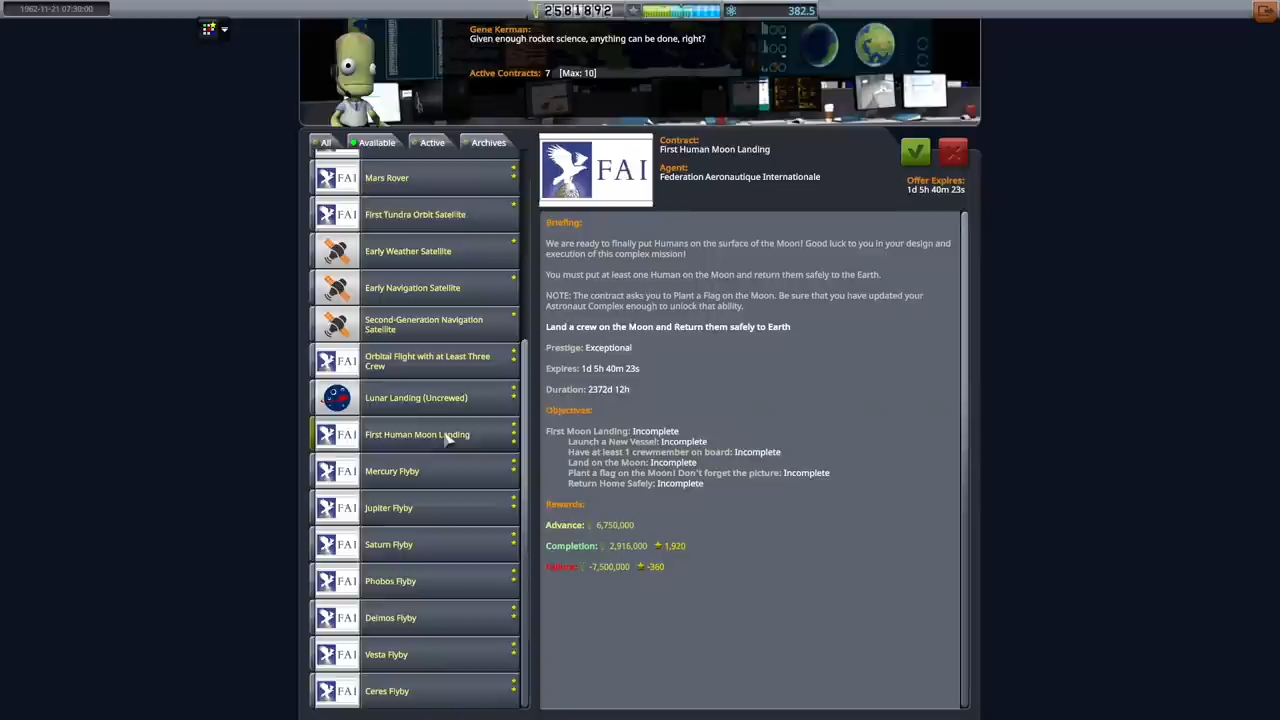 1962-11-21 07:30:00
2581892
382.5
Gene Kerman:
Given enough rocket science, anything can be done, right?
Active Contracts: 7 [Max: 10]
All
Available
Active
Archives
FAI
Mars Rover
FAI
First Tundra Orbit Satellite
Early Weather Satellite
Early Navigation Satellite
Second-Generation Navigation
Satellite
FAI
Orbital Flight with at Least Three
Crew
Lunar Landing (Uncrewed)
FAI
First Human Moon Landing
FAI
Mercury Flyby
FAI
Jupiter Flyby
FAI
Saturn Flyby
FAI
Phobos Flyby
FAI
Deimos Flyby
FAI
Vesta Flyby
FAI
Ceres Flyby
FAI
Contract:
First Human Moon Landing
Agent:
Federation Aeronautique Internationale
Offer Expires:
1d 5h 40m 23s
Briefing:
We are ready to finally put Humans on the surface of the Moon! Good luck to you in your design and
execution of this complex mission!
You must put at least one Human on the Moon and return them safely to the Earth.
NOTE: The contract asks you to Plant a Flag on the Moon. Be sure that you have updated your
Astronaut Complex enough to unlock that ability.
Land a crew on the Moon and Return them safely to Earth
Prestige: Exceptional
Expires: 1d 5h 40m 23s
Duration: 2372d 12h
Objectives:
First Moon Landing: Incomplete
Launch a New Vessel: Incomplete
Have at least 1 crewmember on board: Incomplete
Land on the Moon: Incomplete
Plant a flag on the Moon! Don't forget the picture: Incomplete
Return Home Safely: Incomplete
Rewards:
Advance: 6,750,000
Completion: 2,916,000 1,920
Failure: -7,500,000 -360